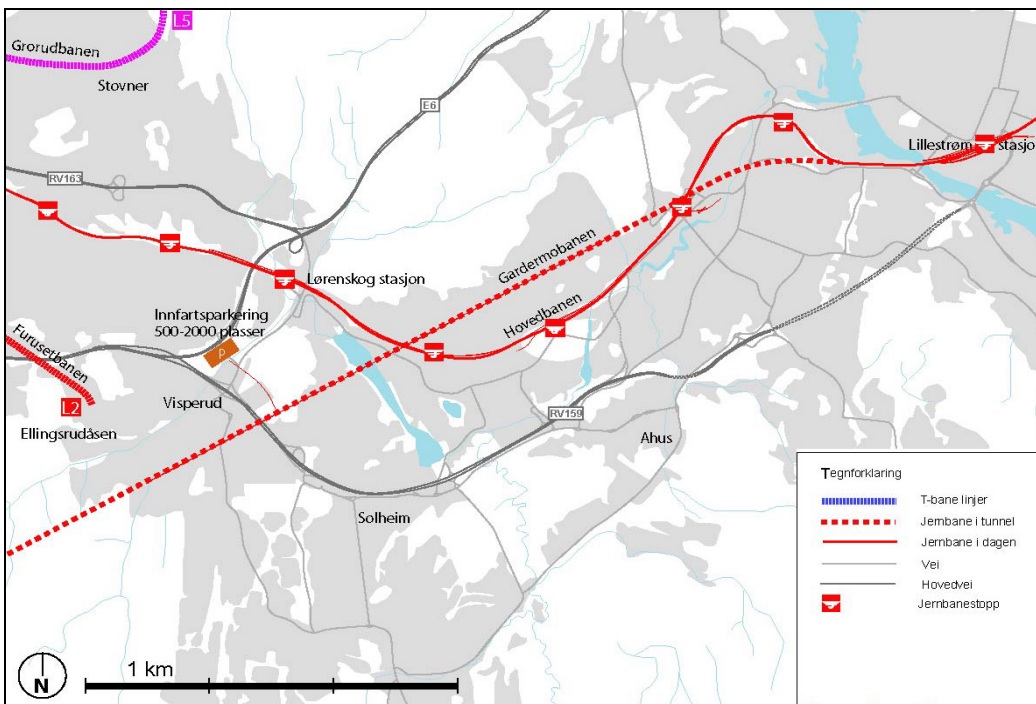 L5
Grorudbanen
Stovner
E6
RV163
Lillestrøm stasjo
Gardermobanen
Lørenskog stasjon
Hovedbanen
Innfartsparkering
500-2000 plasser
P
Furusetbanen
L2
Visperud
Ellingsrudåsen
RV159
Ahus
Solheim
Tegnforklaring
T-bane linjer
Jernbane i tunnel
Jernbane i dagen
Vei
Hovedvei
Jernbanestopp
N
1 km